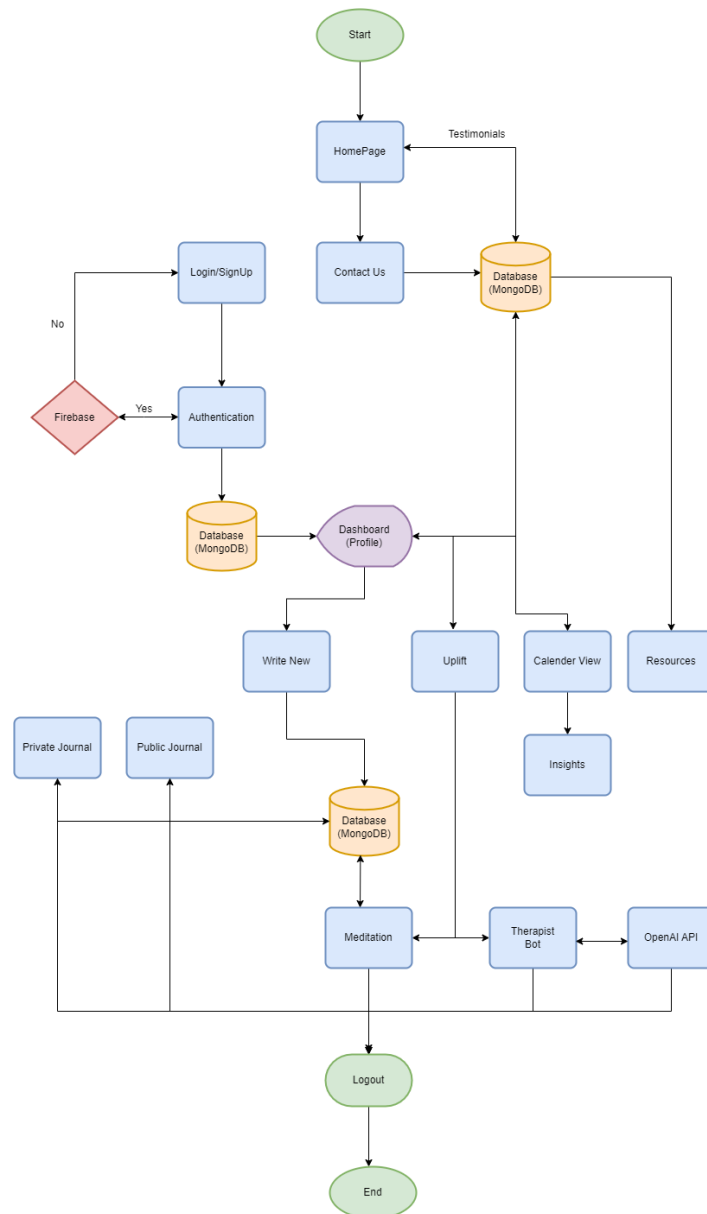 Start
HomePage
Testimonials
Login/SignUp
Contact Us
Database
(MongoDB)
No
Firebase
Yes
Authentication
Database
(MongoDB)
Dashboard
(Profile)
Write New
Uplift
Calender View
Resources
Private Journal
Public Journal
Insights
Database
(MongoDB)
Meditation
Therapist
Bot
OpenAI API
Logout
End